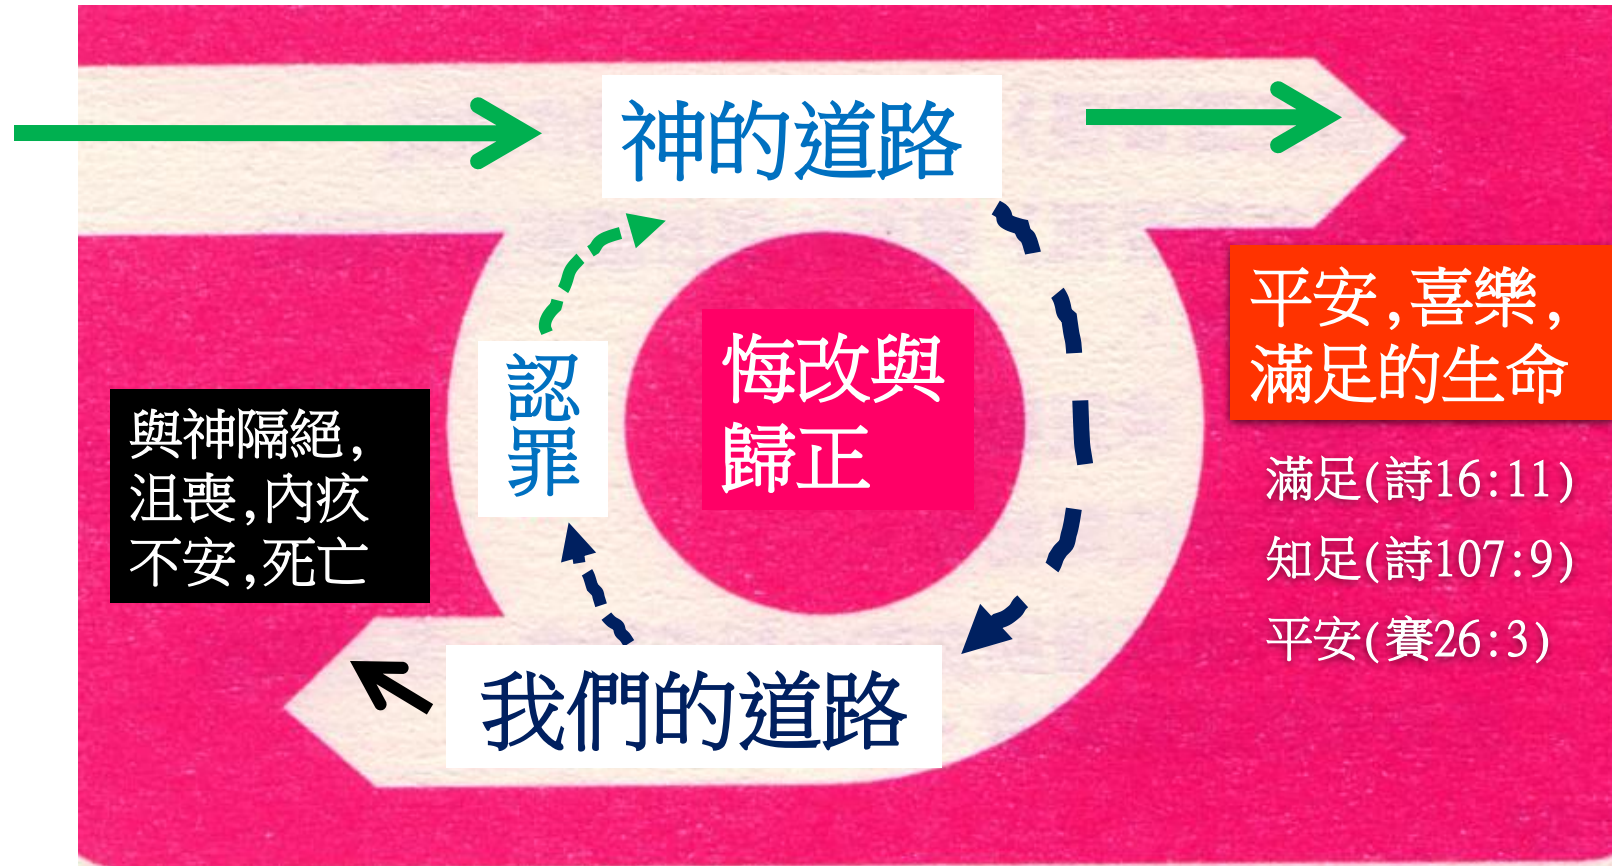 神的道路
平安,喜樂,
滿足的生命
悔改與
歸正
認
罪
與神隔絕,
沮喪,內疚
不安,死亡
滿足(詩16:11)
知足(詩107:9)
平安(賽26:3)
我們的道路